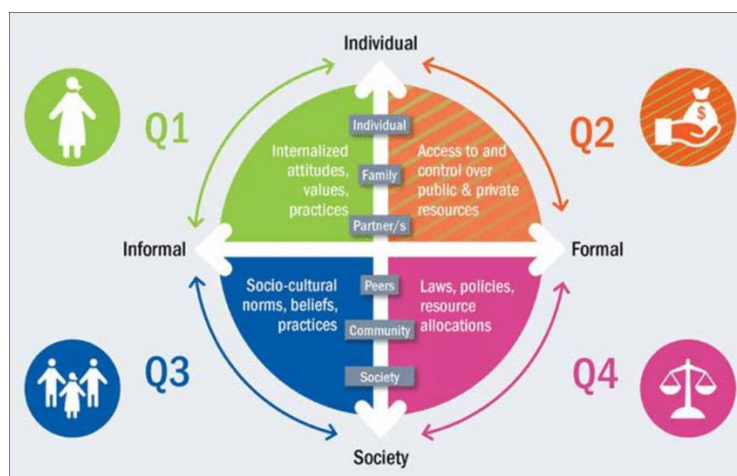 Individual
Q1
Q2
$
Individual
Internalized
attitudes,
values,
practices
Family
Access to and
control over
public & private
resources
Partner/s
Informal
Formal
Socio-cultural
norms, beliefs,
practices
Peers
Laws, policies,
resource
allocations
Community
Q3
Society
Q4
Society